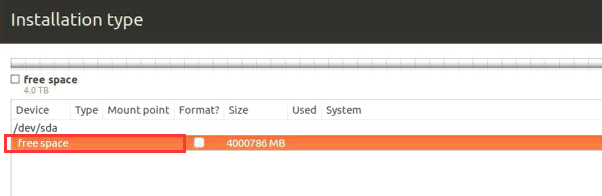 Installation type
free space
4.0 TB
Device Type Mount point Format? Size Used System
/dev/sda
free space 4000786 MB